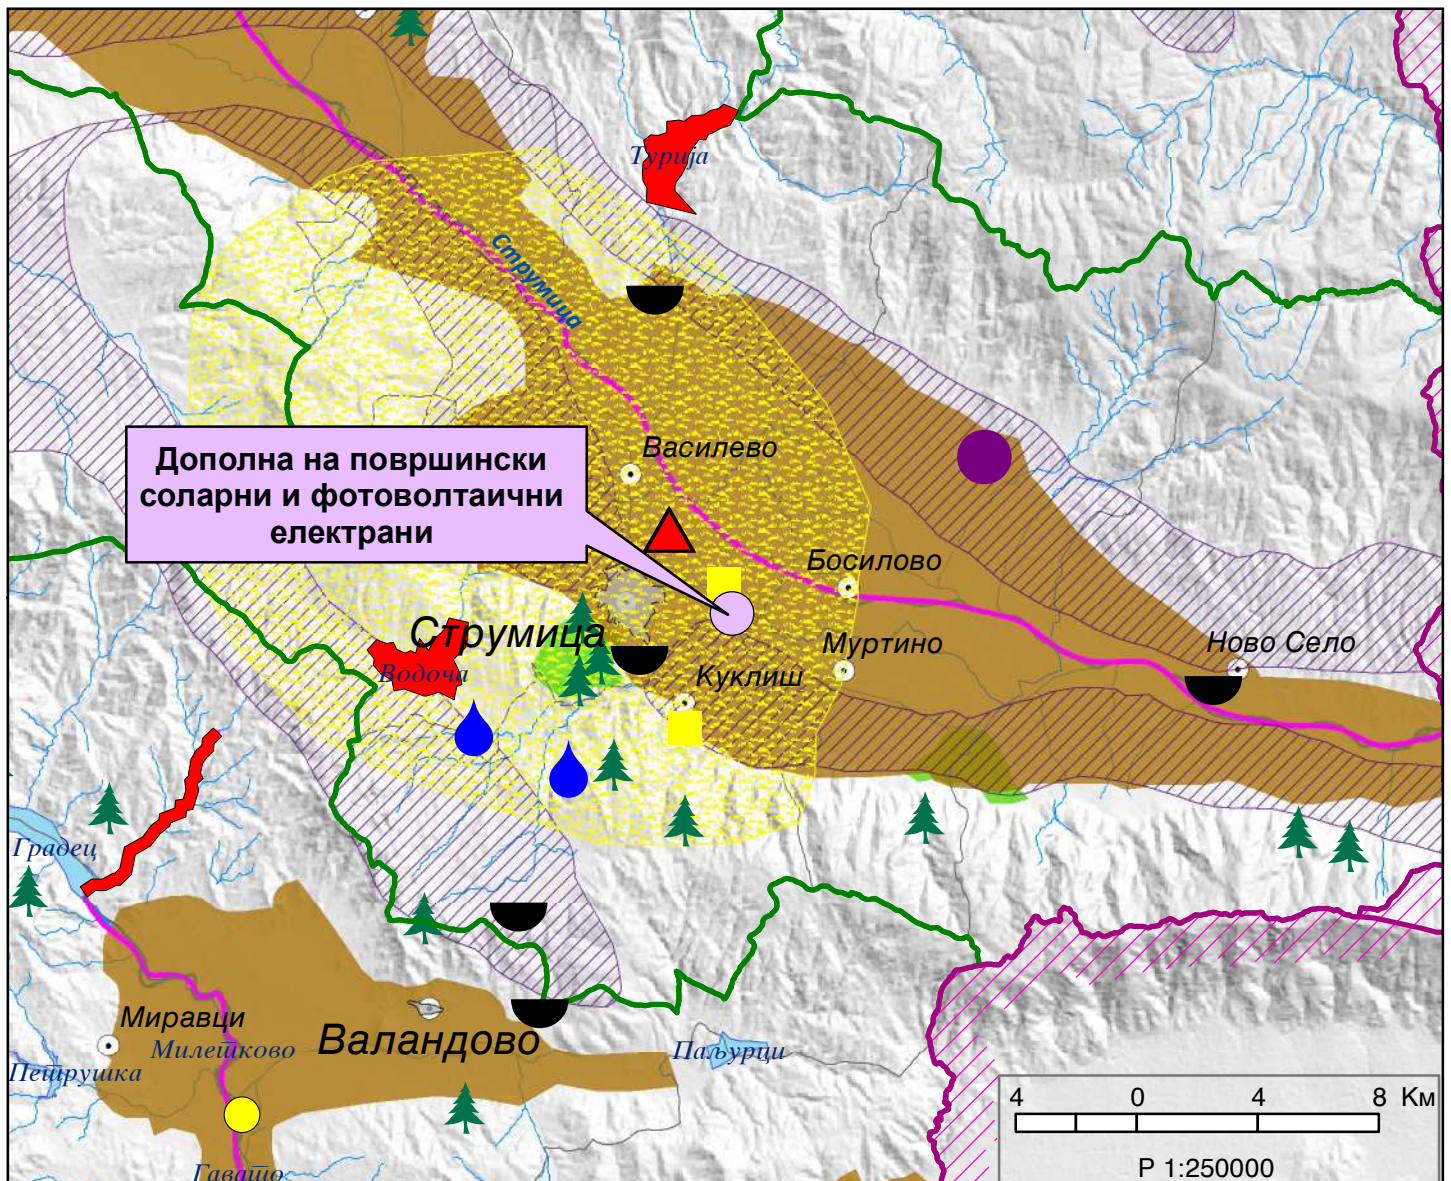 Турија
Струмица
Василево
Дополна на површински
соларни и фотоволтаични
електрани
Босилово
Струмица
Муртино
Ново Село
Водоча
Куклиш
Градец
Миравци
Милетково
Валандово
Паљурци
Петрушка
4 0 4 8 Км
Р 1:250000
Гавато